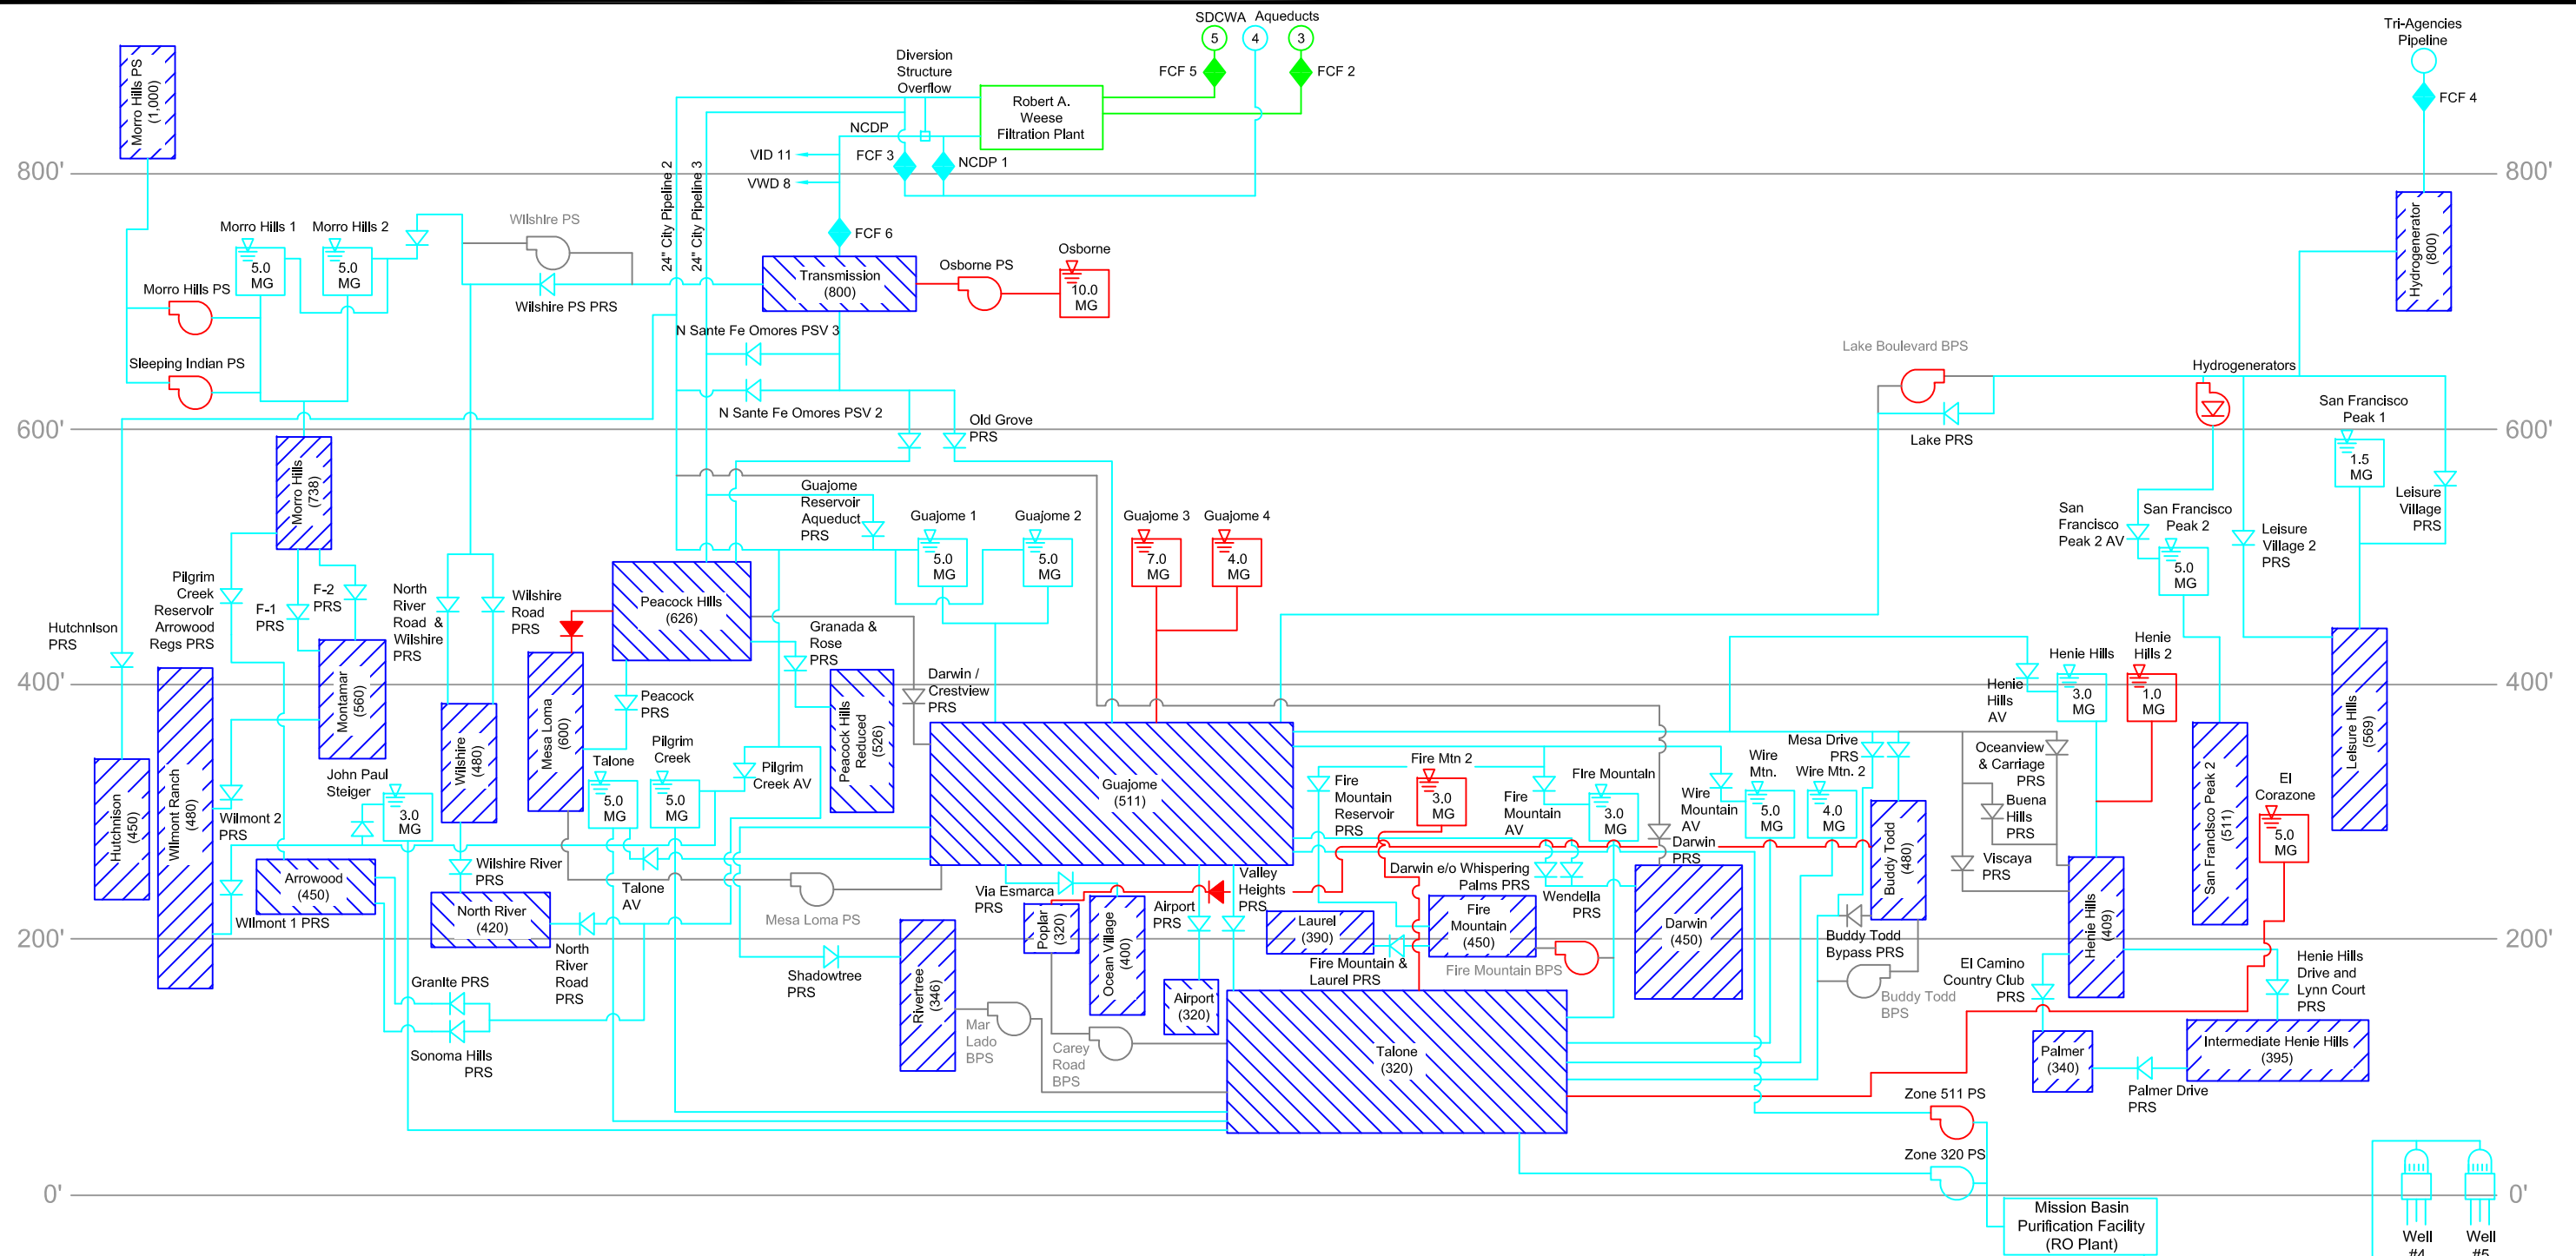 SDCWA Aqueducts
5
4
3
FCF 5
FCF 2
Tri-Agencies
Pipeline
FCF 4
Diversion
Structure
Overflow
Robert A.
Weese
Filtration Plant
NCDP
FCF 3
NCDP 1
VID 11
VWD 8
FCF 6
Morro Hills PS
(1,000)
800'
800'
24" City Pipeline 2
24" City Pipeline 3
Hydrogenerator
(800)
Morro Hills 1
5.0
MG
Morro Hills 2
5.0
MG
Wilshire PS
Wilshire PS PRS
Transmission
(800)
Osborne PS
Osborne
10.0
MG
Morro Hills PS
Sleeping Indian PS
N Sante Fe Omores PSV 3
N Sante Fe Omores PSV 2
Old Grove
PRS
Lake Boulevard BPS
Lake PRS
Hydrogenerators
San Francisco
Peak 1
1.5
MG
600'
600'
Morro Hills
(738)
Guajome
Reservoir
Aqueduct
PRS
Guajome 1
5.0
MG
Guajome 2
5.0
MG
Guajome 3
7.0
MG
Guajome 4
4.0
MG
San
Francisco
Peak 2 AV
San Francisco
Peak 2
5.0
MG
Leisure
Village 2
PRS
Leisure
Village
PRS
Pilgrim
Creek
Reservoir
Arrowood
Regs PRS
F-1
PRS
F-2
PRS
North
River
Road &
Wilshire
PRS
Wilshire
Road
PRS
Peacock Hills
(626)
Granada &
Rose
PRS
Hutchnison
PRS
Darwin /
Crestview
PRS
Henie
Hills
AV
Henie Hills
3.0
MG
Henie
Hills 2
1.0
MG
400'
400'
Montamar
(560)
Wilmont Ranch
(480)
Hutchnison
(450)
Wilshire
(480)
Mesa Loma
(600)
Peacock
PRS
Peacock Hills
Reduced
(526)
Talone
5.0
MG
Pilgrim
Creek
5.0
MG
Pilgrim
Creek AV
Guajome
(511)
Fire
Mountain
Reservoir
PRS
Fire Mtn 2
3.0
MG
Fire
Mountain
AV
Fire Mountain
3.0
MG
Wire
Mountain
AV
Wire
Mtn.
5.0
MG
Wire Mtn. 2
4.0
MG
Mesa Drive
PRS
Oceanview
& Carriage
PRS
Buena
Hills
PRS
Viscaya
PRS
San Francisco Peak 2
(511)
El
Corazone
5.0
MG
Leisure Hills
(569)
John Paul
Steiger
3.0
MG
Wilmont 2
PRS
Wilmont 1 PRS
Arrowood
(450)
Wilshire River
PRS
North River
(420)
North
River
Road
PRS
Talone
AV
Mesa Loma PS
Via Esmarca
PRS
Poplar
(320)
Ocean Village
(400)
Airport
PRS
Valley
Heights
PRS
Airport
(320)
Laurel
(390)
Fire Mountain &
Laurel PRS
Fire
Mountain
(450)
Fire Mountain BPS
Darwin e/o Whispering
Palms PRS
Wendella
PRS
Darwin
PRS
Darwin
(450)
Buddy Todd
(480)
Buddy Todd
Bypass PRS
Buddy Todd
BPS
Henie Hills
(409)
200'
200'
Granite PRS
Sonoma Hills
PRS
Shadowtree
PRS
Rivertree
(346)
Mar
Lado
BPS
Carey
Road
BPS
Talone
(320)
El Camino
Country Club
PRS
Henie Hills
Drive and
Lynn Court
PRS
Palmer
(340)
Palmer Drive
PRS
Intermediate Henie Hills
(395)
Zone 511 PS
Zone 320 PS
0'
0'
Mission Basin
Purification Facility
(RO Plant)
Well
#4
Well
#5